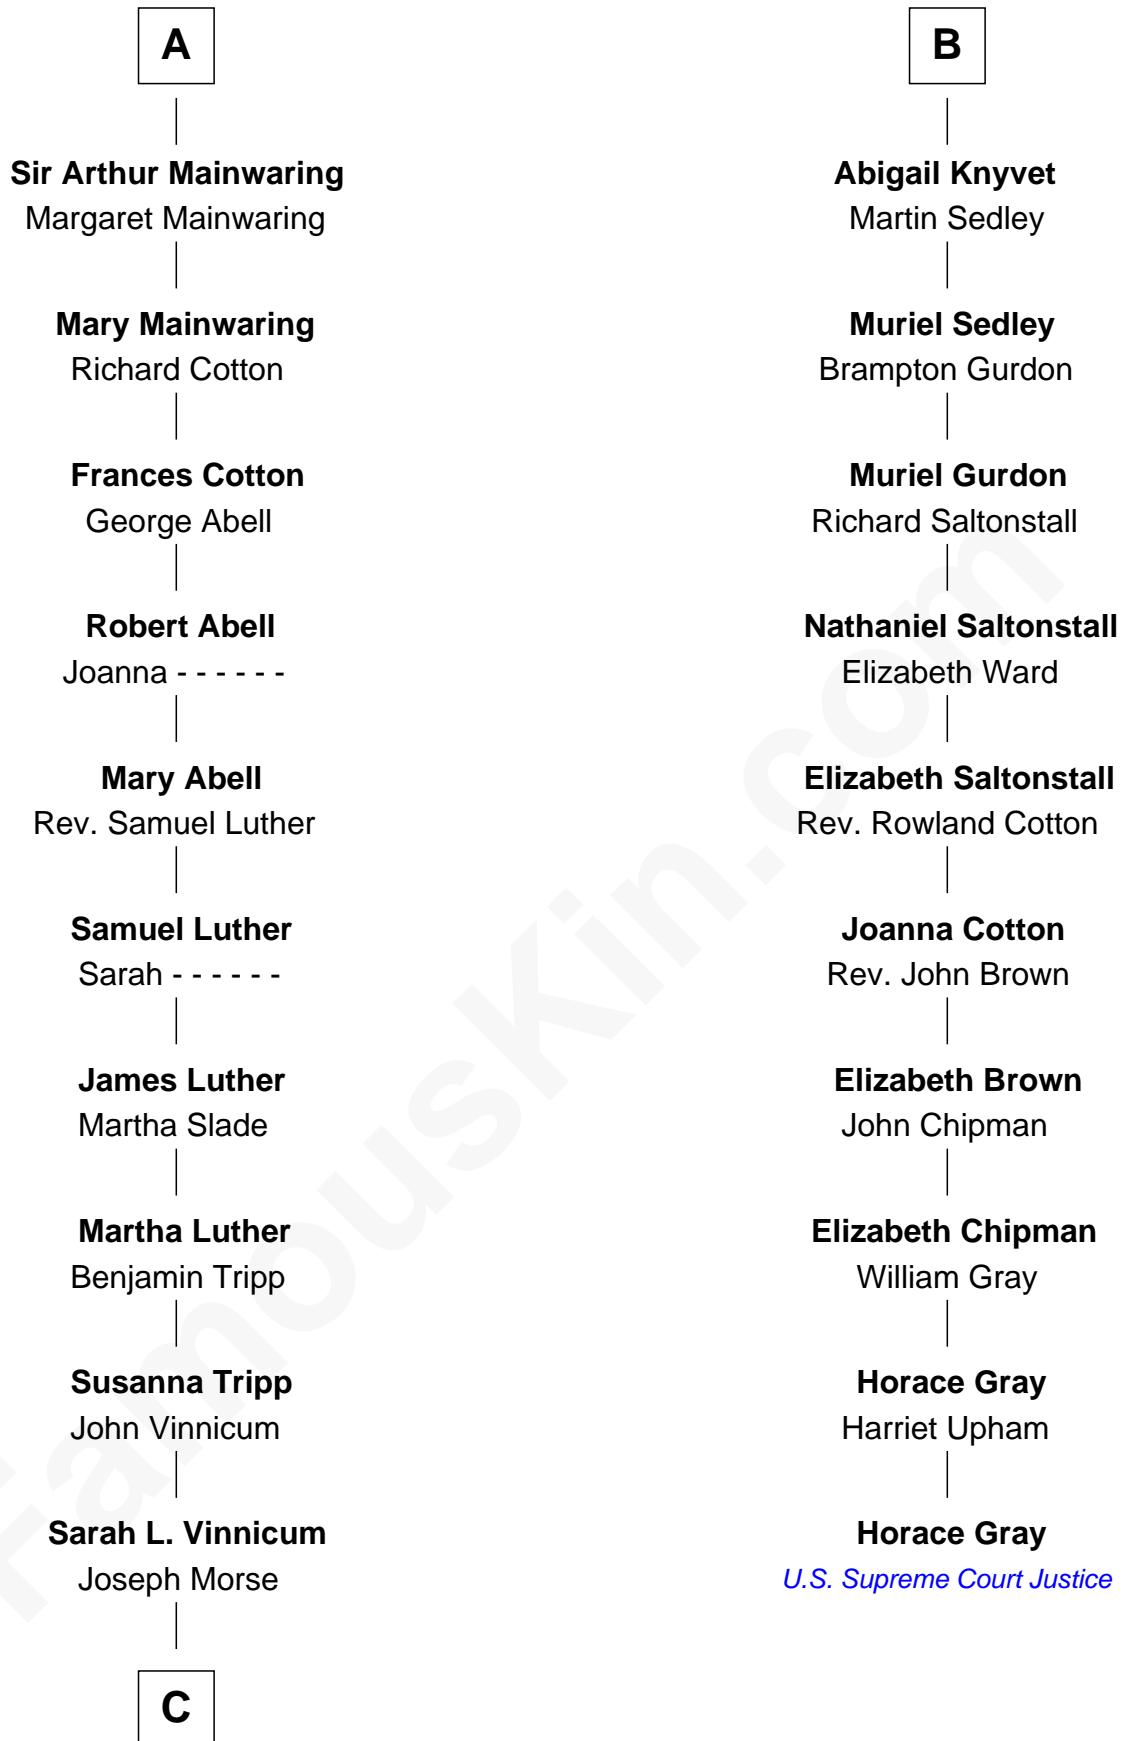 A
B
Sir Arthur Mainwaring
Margaret Mainwaring
Abigail Knyvet
Martin Sedley
Mary Mainwaring
Richard Cotton
Muriel Sedley
Brampton Gurdon
Frances Cotton
George Abell
Muriel Gurdon
Richard Saltonstall
Robert Abell
Joanna - - - - - -
Nathaniel Saltonstall
Elizabeth Ward
Mary Abell
Rev. Samuel Luther
Elizabeth Saltonstall
Rev. Rowland Cotton
Samuel Luther
Sarah - - - - - -
Joanna Cotton
Rev. John Brown
James Luther
Martha Slade
Elizabeth Brown
John Chipman
Martha Luther
Benjamin Tripp
Elizabeth Chipman
William Gray
Susanna Tripp
John Vinnicum
Horace Gray
Harriet Upham
Sarah L. Vinnicum
Joseph Morse
Horace Gray
U.S. Supreme Court Justice
C
FamousKin.com